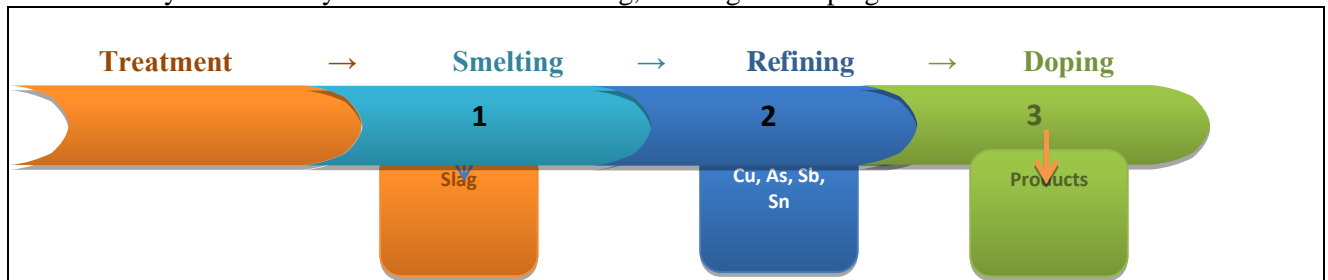 Treatment → Smelting → Refining → Doping
1 2 3
Slag Cu, As, Sb, Products
Sn